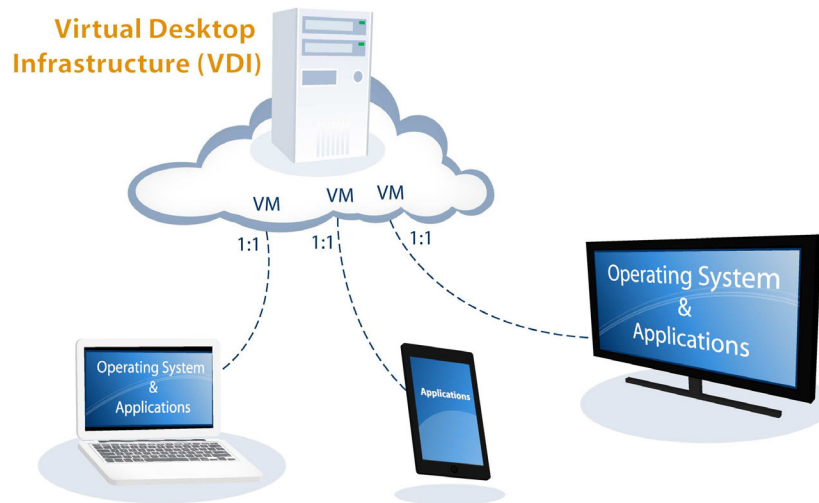 Virtual Desktop
Infrastructure (VDI)
VM
VM
VM
1:1
1:1
1:1
Operating System
&
Applications
Applications
Operating System
&
Applications